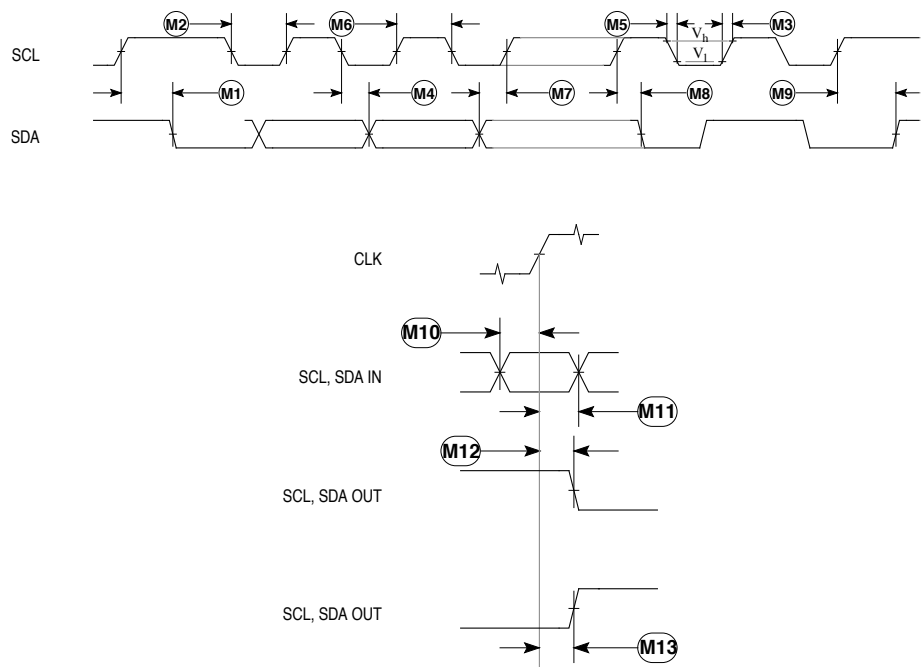 M2 M6 M5 M3
SCL
Vh
Vl
M1 M4 M7 M8 M9
SDA
CLK
M10
SCL, SDA IN
M11
M12
SCL, SDA OUT
SCL, SDA OUT
M13